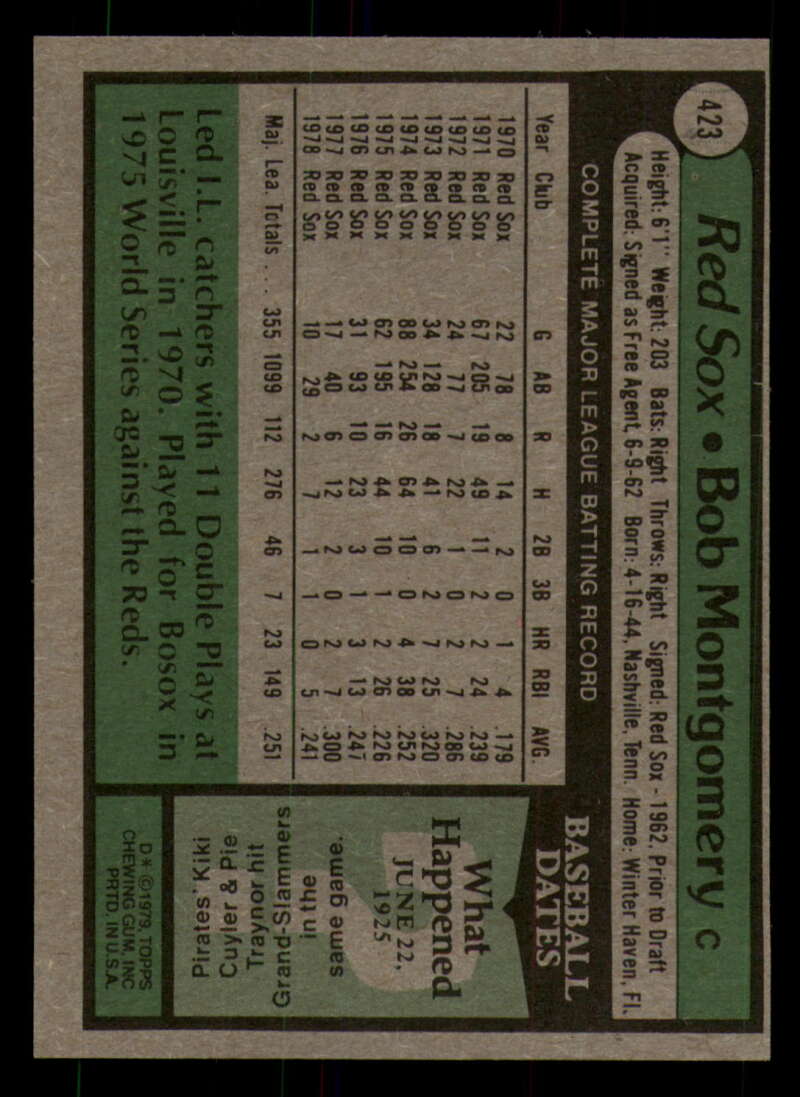 423
Red Sox • Bob Montgomery C
Height: 6'1" Weight: 203 Bats: Right Throws: Right Signed: Red Sox - 1962, Prior to Draft
Acquired: Signed as Free Agent, 6-9-62 Born: 4-16-44, Nashville, Tenn. Home: Winter Haven, Fl.
COMPLETE MAJOR LEAGUE BATTING RECORD
Year Club G AB R H 2B 3B HR RBI AVG.
1970 Red Sox 22 78 8 14 2 0 1 4 .179
1971 Red Sox 67 205 19 49 11 2 2 24 .239
1972 Red Sox 24 77 7 22 1 0 2 7 .286
1973 Red Sox 34 128 18 41 6 2 7 25 .320
1974 Red Sox 88 254 26 64 10 0 4 38 .252
1975 Red Sox 62 195 16 44 10 1 2 26 .226
1976 Red Sox 31 93 10 23 3 1 3 13 .247
1977 Red Sox 17 40 6 12 2 0 2 7 .300
1978 Red Sox 10 29 2 7 1 1 0 5 .241
Maj. Lea. Totals ... 355 1099 112 276 46 7 23 149 .251
Led I.L. catchers with 11 Double Plays at
Louisville in 1970. Played for Bosox in
1975 World Series against the Reds.
BASEBALL
DATES
What
Happened
JUNE 22,
1925
Pirates' Kiki
Cuyler & Pie
Traynor hit
Grand-Slammers
in the
same game.
D* ©1979, TOPPS
CHEWING GUM, INC
PRTD. IN U.S.A.